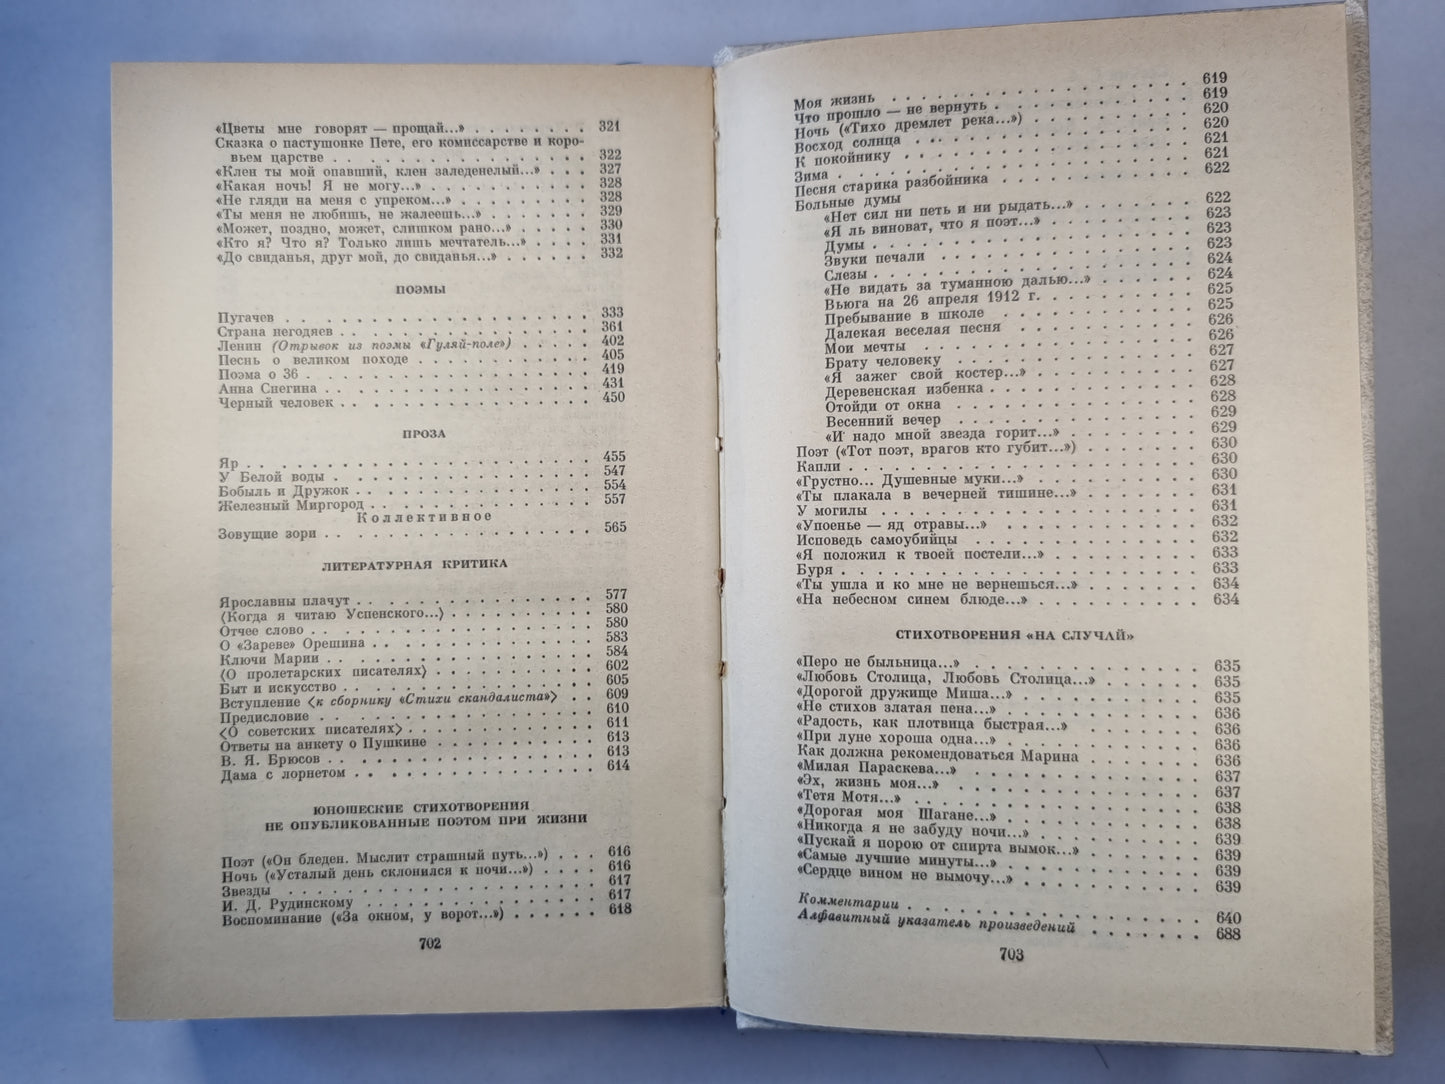 «Цветы мне говорят — прощай...» . . . . . . . . 321
Сказка о пастушонке Пете, его комиссарстве и коро-
вьем царстве . . . . . . . . . . . . . . . . 322
«Клен ты мой опавший, клен заледенелый...» . . . 327
«Какая ночь! Я не могу...» . . . . . . . . . . . 328
«Не гляди на меня с упреком...» . . . . . . . . . 328
«Ты меня не любишь, не жалеешь...» . . . . . . . 329
«Может, поздно, может, слишком рано...» . . . . . 330
«Кто я? Что я? Только лишь мечтатель...» . . . . 331
«До свиданья, друг мой, до свиданья...» . . . . . . 332
ПОЭМЫ
Пугачев . . . . . . . . . . . . . . . . . . . . 333
Страна негодяев . . . . . . . . . . . . . . . . 361
Ленин (Отрывок из поэмы «Гуляй-поле») . . . . . 402
Песнь о великом походе . . . . . . . . . . . . 405
Поэма о 36 . . . . . . . . . . . . . . . . . . 419
Анна Снегина . . . . . . . . . . . . . . . . . 431
Черный человек . . . . . . . . . . . . . . . . 450
ПРОЗА
Яр . . . . . . . . . . . . . . . . . . . . . . 455
У Белой воды . . . . . . . . . . . . . . . . . 547
Бобыль и Дружок . . . . . . . . . . . . . . . 554
Железный Миргород . . . . . . . . . . . . . . 557
Коллективное
Зовущие зори . . . . . . . . . . . . . . . . . 565
ЛИТЕРАТУРНАЯ КРИТИКА
Ярославны плачут . . . . . . . . . . . . . . . 577
〈Когда я читаю Успенского...〉 . . . . . . . . . 580
Отчее слово . . . . . . . . . . . . . . . . . . 580
О «Зареве» Орешина . . . . . . . . . . . . . . 583
Ключи Марии . . . . . . . . . . . . . . . . . 584
〈О пролетарских писателях〉 . . . . . . . . . . 602
Быт и искусство . . . . . . . . . . . . . . . . 605
Вступление 〈к сборнику «Стихи скандалиста»〉 . . 609
Предисловие . . . . . . . . . . . . . . . . . . 610
〈О советских писателях〉 . . . . . . . . . . . . 611
Ответы на анкету о Пушкине . . . . . . . . . . 613
В. Я. Брюсов . . . . . . . . . . . . . . . . . 613
Дама с лорнетом . . . . . . . . . . . . . . . . 614
ЮНОШЕСКИЕ СТИХОТВОРЕНИЯ
НЕ ОПУБЛИКОВАННЫЕ ПОЭТОМ ПРИ ЖИЗНИ
Поэт («Он бледен. Мыслит страшный путь...») . . . 616
Ночь («Усталый день склонился к ночи...») . . . . 616
Звезды . . . . . . . . . . . . . . . . . . . . 617
И. Д. Рудинскому . . . . . . . . . . . . . . . 617
Воспоминание («За окном, у ворот...») . . . . . . 618
702
Моя жизнь . . . . . . . . . . . . . . . . . . 619
Что прошло — не вернуть . . . . . . . . . . . 619
Ночь («Тихо дремлет река...») . . . . . . . . . 620
Восход солнца . . . . . . . . . . . . . . . . 620
К покойнику . . . . . . . . . . . . . . . . . 621
Зима . . . . . . . . . . . . . . . . . . . . . 621
Песня старика разбойника . . . . . . . . . . . 622
Больные думы
«Нет сил ни петь и ни рыдать...» . . . . . . . 622
«Я ль виноват, что я поэт...» . . . . . . . . . 623
Думы . . . . . . . . . . . . . . . . . . . . 623
Звуки печали . . . . . . . . . . . . . . . . 623
Слезы . . . . . . . . . . . . . . . . . . . . 624
«Не видать за туманною далью...» . . . . . . 624
Вьюга на 26 апреля 1912 г. . . . . . . . . . 625
Пребывание в школе . . . . . . . . . . . . . 625
Далекая веселая песня . . . . . . . . . . . . 626
Мои мечты . . . . . . . . . . . . . . . . . 626
Брату человеку . . . . . . . . . . . . . . . 627
«Я зажег свой костер...» . . . . . . . . . . . 627
Деревенская избенка . . . . . . . . . . . . . 628
Отойди от окна . . . . . . . . . . . . . . . 628
Весенний вечер . . . . . . . . . . . . . . . 629
«И надо мной звезда горит...» . . . . . . . . 629
Поэт («Тот поэт, врагов кто губит...») . . . . . . 630
Капли . . . . . . . . . . . . . . . . . . . . 630
«Грустно... Душевные муки...» . . . . . . . . . 630
«Ты плакала в вечерней тишине...» . . . . . . . 631
У могилы . . . . . . . . . . . . . . . . . . . 631
«Упоенье — яд отравы...» . . . . . . . . . . . 632
Исповедь самоубийцы . . . . . . . . . . . . . 632
«Я положил к твоей постели...» . . . . . . . . 633
Буря . . . . . . . . . . . . . . . . . . . . . 633
«Ты ушла и ко мне не вернешься...» . . . . . . . 634
«На небесном синем блюде...» . . . . . . . . . . 634
СТИХОТВОРЕНИЯ «НА СЛУЧАЙ»
«Перо не быльница...» . . . . . . . . . . . . . 635
«Любовь Столица, Любовь Столица...» . . . . . . 635
«Дорогой дружище Миша...» . . . . . . . . . . 635
«Не стихов златая пена...» . . . . . . . . . . . 636
«Радость, как плотвица быстрая...» . . . . . . . 636
«При луне хороша одна...» . . . . . . . . . . . 636
Как должна рекомендоваться Марина . . . . . . . 636
«Милая Параскева...» . . . . . . . . . . . . . 637
«Эх, жизнь моя...» . . . . . . . . . . . . . . 637
«Тетя Мотя...» . . . . . . . . . . . . . . . . 638
«Дорогая моя Шагане...» . . . . . . . . . . . . 638
«Никогда я не забуду ночи...» . . . . . . . . . 639
«Пускай я порою от спирта вымок...» . . . . . . 639
«Самые лучшие минуты...» . . . . . . . . . . . 639
«Сердце вином не вымочу...» . . . . . . . . . . 639
Комментарии . . . . . . . . . . . . . . . . . 640
Алфавитный указатель произведений . . . . . . . 688
703